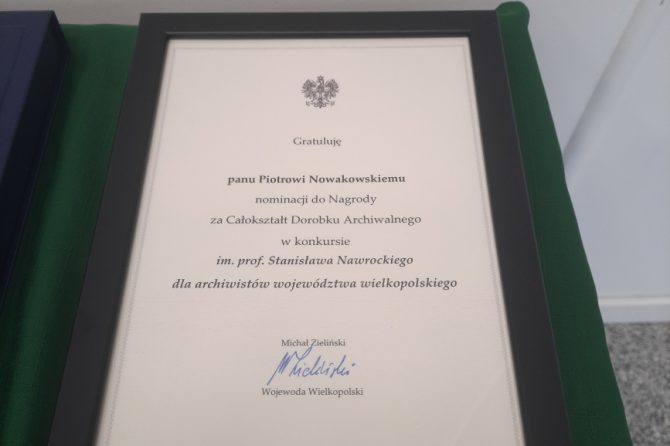 Gratuluję
panu Piotrowi Nowakowskiemu
nominacji do Nagrody
za Całokształt Dorobku Archiwalnego
w konkursie
im. prof. Stanisława Nawrockiego
dla archiwistów województwa wielkopolskiego
Michał Zieliński
M Zieliński
Wojewoda Wielkopolski